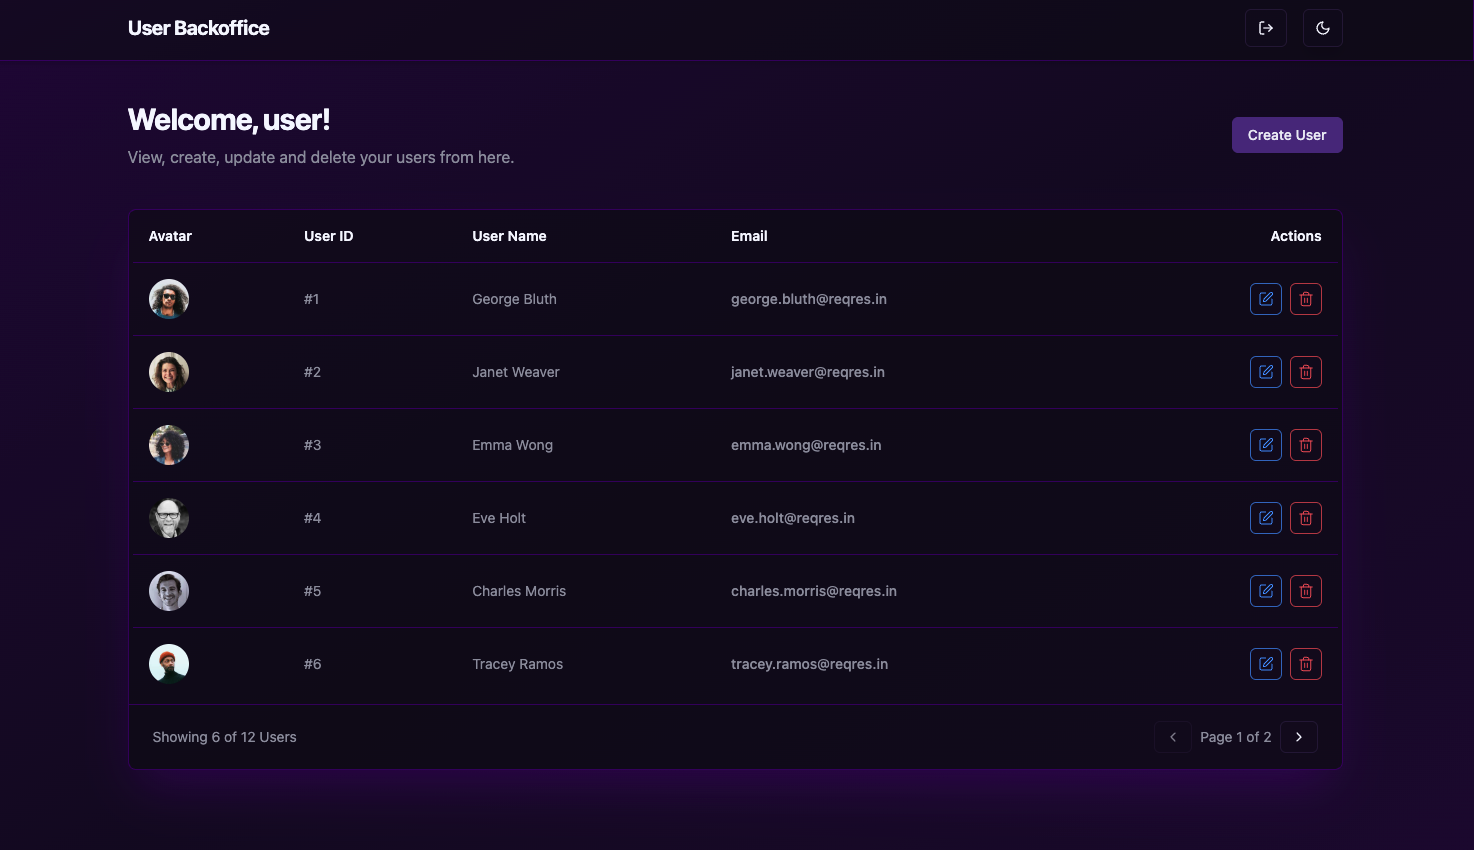 User Backoffice
Welcome, user!
View, create, update and delete your users from here.
Create User
Avatar User ID User Name Email Actions
#1 George Bluth george.bluth@reqres.in
#2 Janet Weaver janet.weaver@reqres.in
#3 Emma Wong emma.wong@reqres.in
#4 Eve Holt eve.holt@reqres.in
#5 Charles Morris charles.morris@reqres.in
#6 Tracey Ramos tracey.ramos@reqres.in
Showing 6 of 12 Users Page 1 of 2